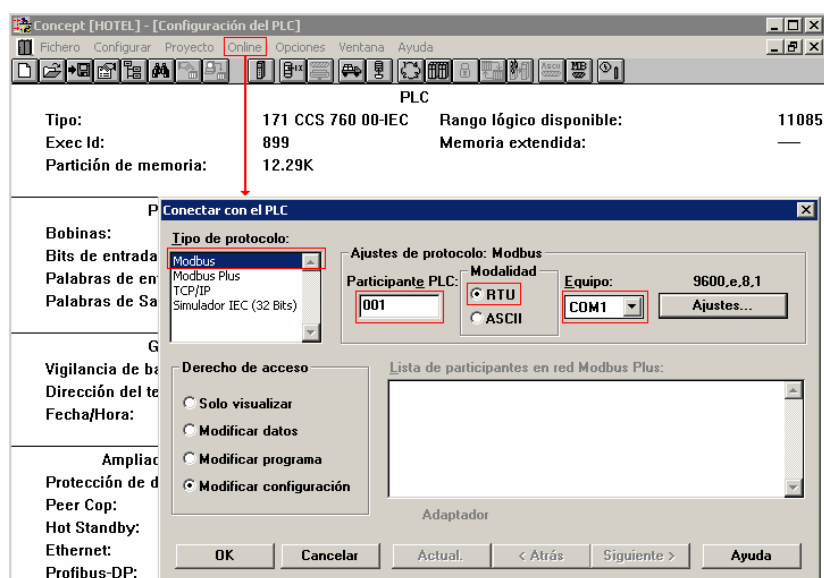 Concept [HOTEL] - [Configuración del PLC]
Fichero Configurar Proyecto Online Opciones Ventana Ayuda
PLC
Tipo: 171 CCS 760 00-IEC Rango lógico disponible: 11085
Exec Id: 899 Memoria extendida: —
Partición de memoria: 12.29K
P
Bobinas:
Bits de entrada
Palabras de en
Palabras de Sa
G
Vigilancia de ba
Dirección del te
Fecha/Hora:
Ampliac
Protección de d
Peer Cop:
Hot Standby:
Ethernet:
Profibus-DP:
Conectar con el PLC
Tipo de protocolo:
Modbus
Modbus Plus
TCP/IP
Simulador IEC (32 Bits)
Ajustes de protocolo: Modbus
Participante PLC:
001
Modalidad
RTU
ASCII
Equipo: 9600,e,8,1
COM1 Ajustes...
Derecho de acceso
Solo visualizar
Modificar datos
Modificar programa
Modificar configuración
Lista de participantes en red Modbus Plus:
Adaptador
OK Cancelar Actual. < Atrás Siguiente > Ayuda